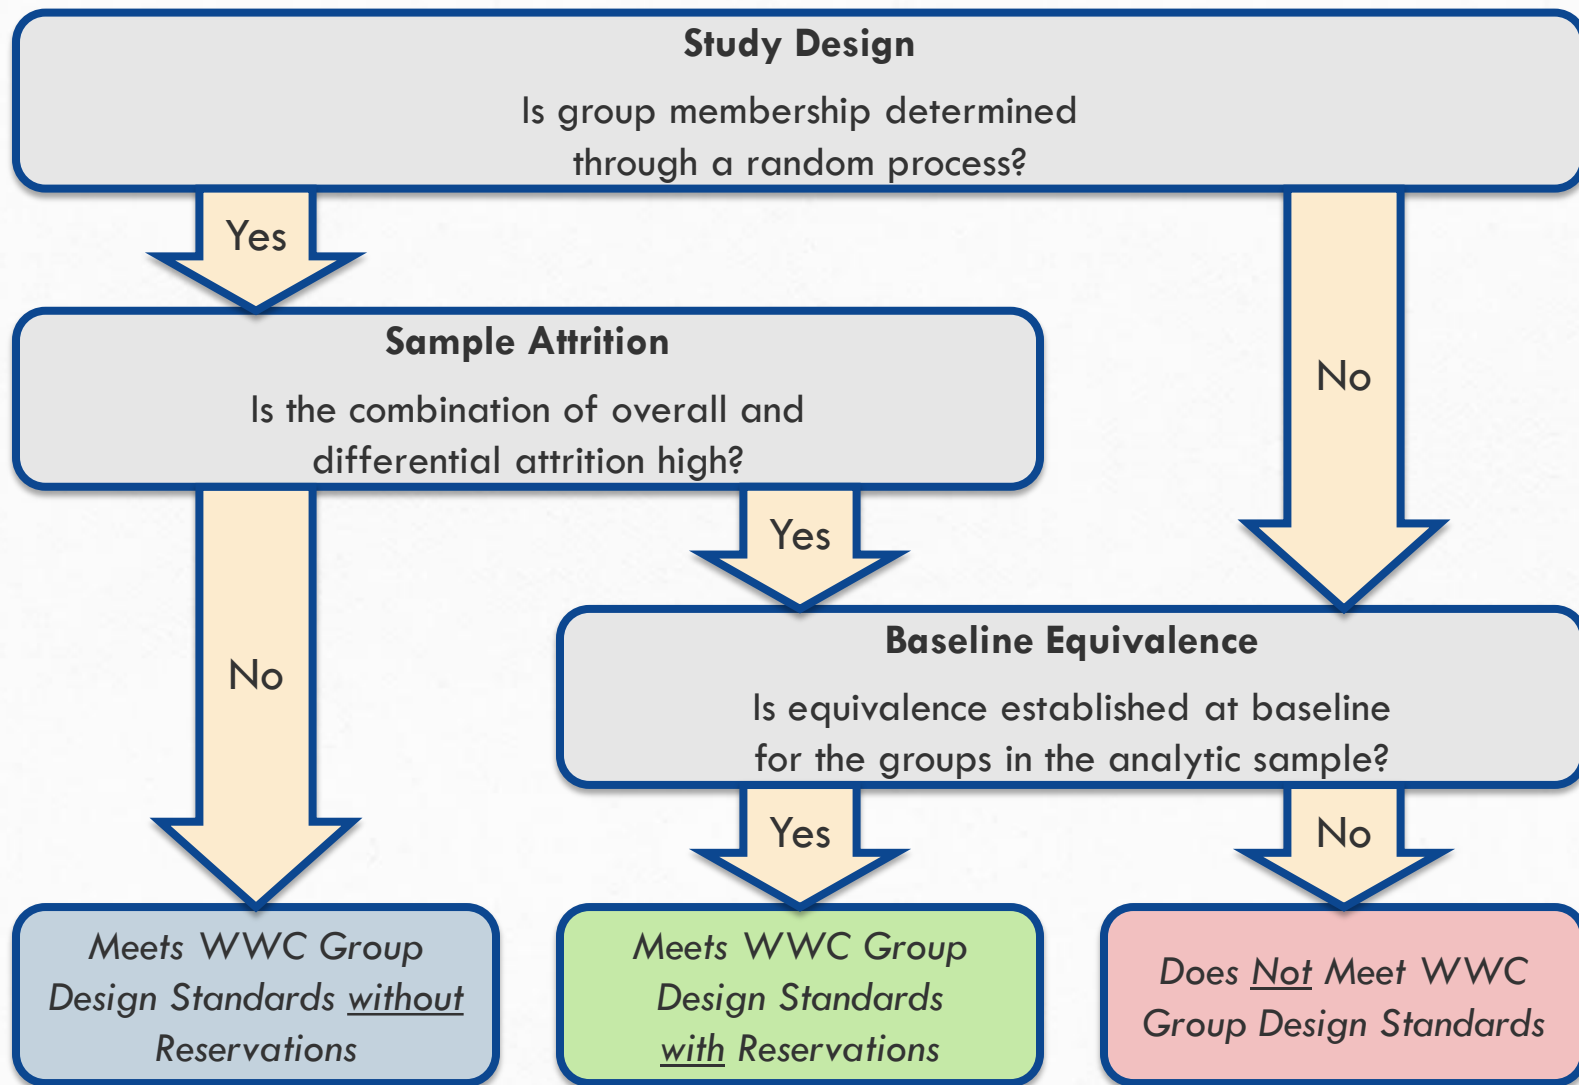 Study Design
Is group membership determined
through a random process?
Yes
No
Sample Attrition
Is the combination of overall and
differential attrition high?
No
Yes
Baseline Equivalence
Is equivalence established at baseline
for the groups in the analytic sample?
Yes
No
Meets WWC Group
Design Standards without
Reservations
Meets WWC Group
Design Standards
with Reservations
Does Not Meet WWC
Group Design Standards